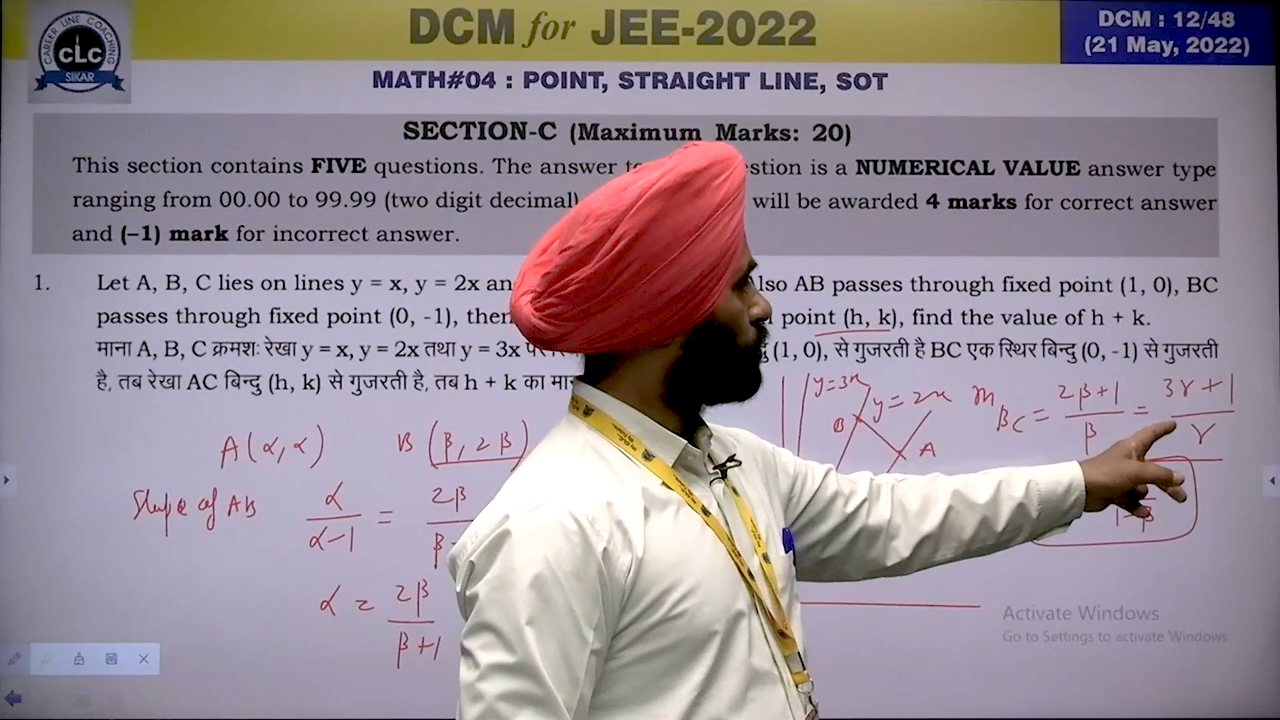 CAREER LINE COACHING
CLC
SIKAR
DCM for JEE-2022
DCM : 12/48
(21 May, 2022)
MATH#04 : POINT, STRAIGHT LINE, SOT
SECTION-C (Maximum Marks: 20)
This section contains FIVE questions. The answer stion is a NUMERICAL VALUE answer type
ranging from 00.00 to 99.99 (two digit decimal) will be awarded 4 marks for correct answer
and (–1) mark for incorrect answer.
1. Let A, B, C lies on lines y = x, y = 2x an lso AB passes through fixed point (1, 0), BC
passes through fixed point (0, -1), then point (h, k), find the value of h + k.
माना A, B, C क्रमशः रेखा y = x, y = 2x तथा y = 3x (1, 0), से गुजरती है BC एक स्थिर बिन्दु (0, -1) से गुजरती
है, तब रेखा AC बिन्दु (h, k) से गुजरती है, तब h + k का
y=3x
y=2x
B
A
m BC = 2β+1/β = 3γ+1/γ
A(α,α) B(β,2β)
Slope of AB α/α-1 = 2β
1-β
α = 2β/β+1
Activate Windows
Go to Settings to activate Windows